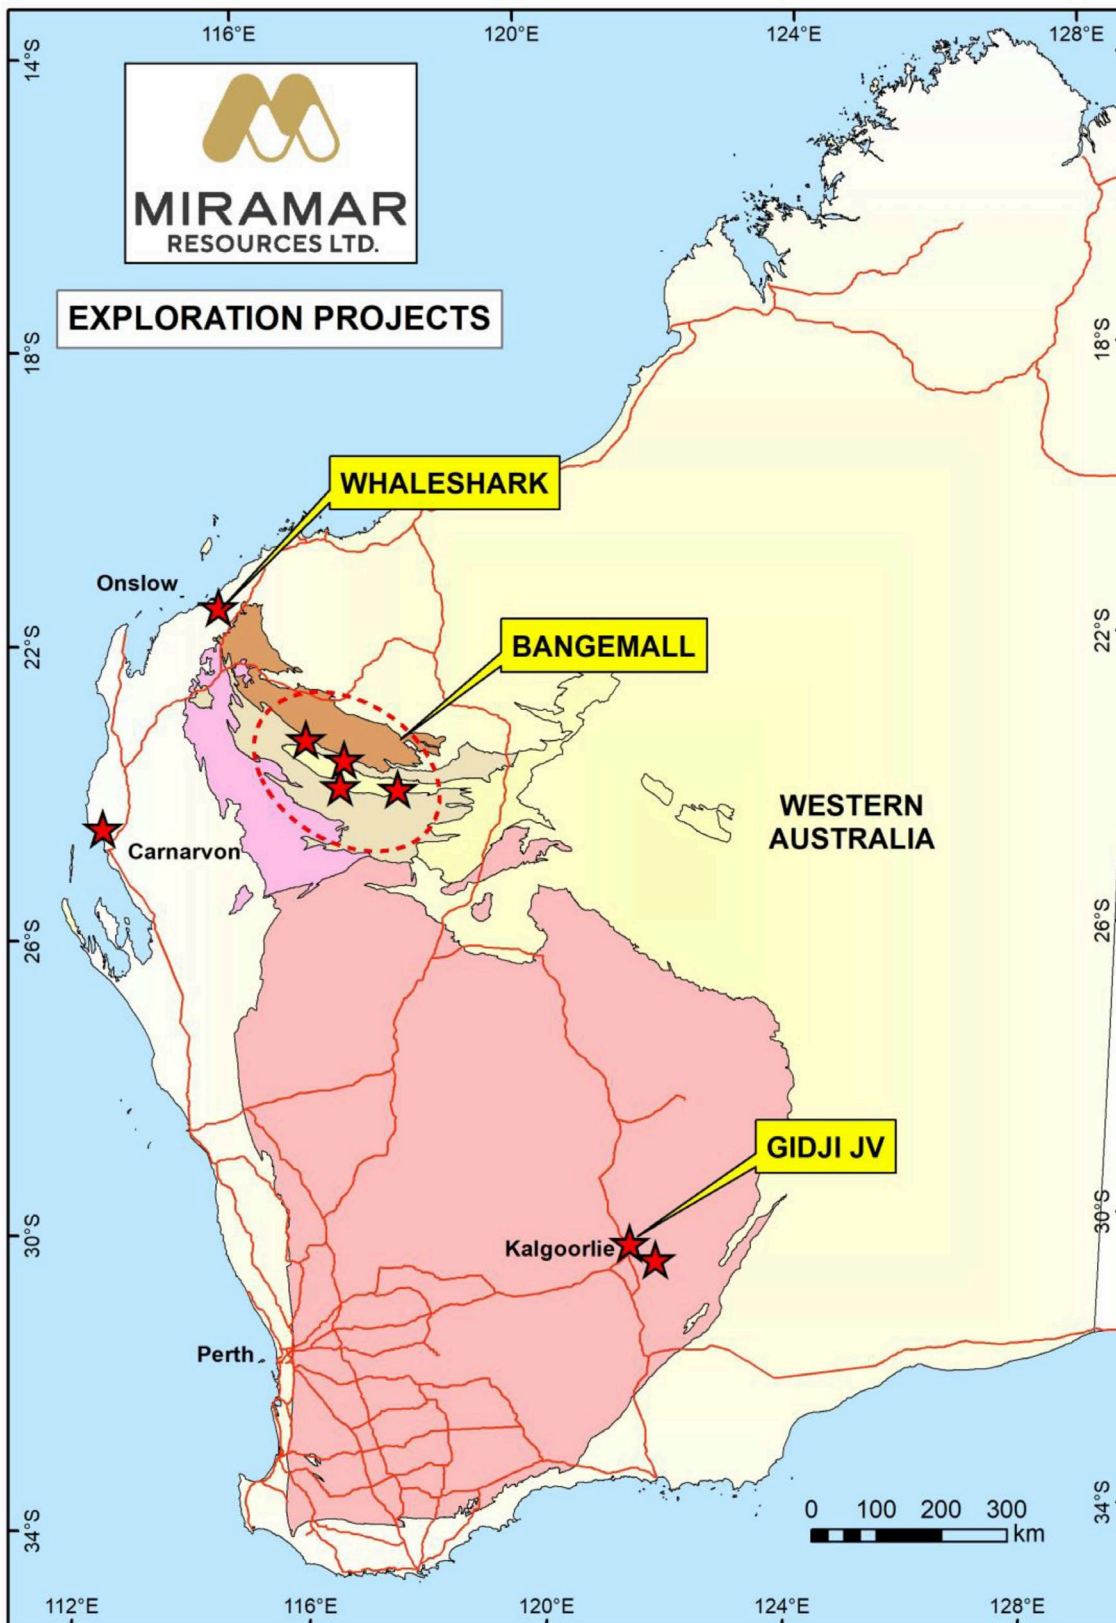 116°E
120°E
124°E
128°E
14°S
MIRAMAR
RESOURCES LTD.
EXPLORATION PROJECTS
18°S
18°S
WHALESHARK
Onslow
22°S
22°S
BANGEMALL
WESTERN
AUSTRALIA
Carnarvon
26°S
26°S
GIDJI JV
30°S
30°S
Kalgoorlie
Perth
34°S
34°S
0 100 200 300
km
112°E
116°E
120°E
124°E
128°E